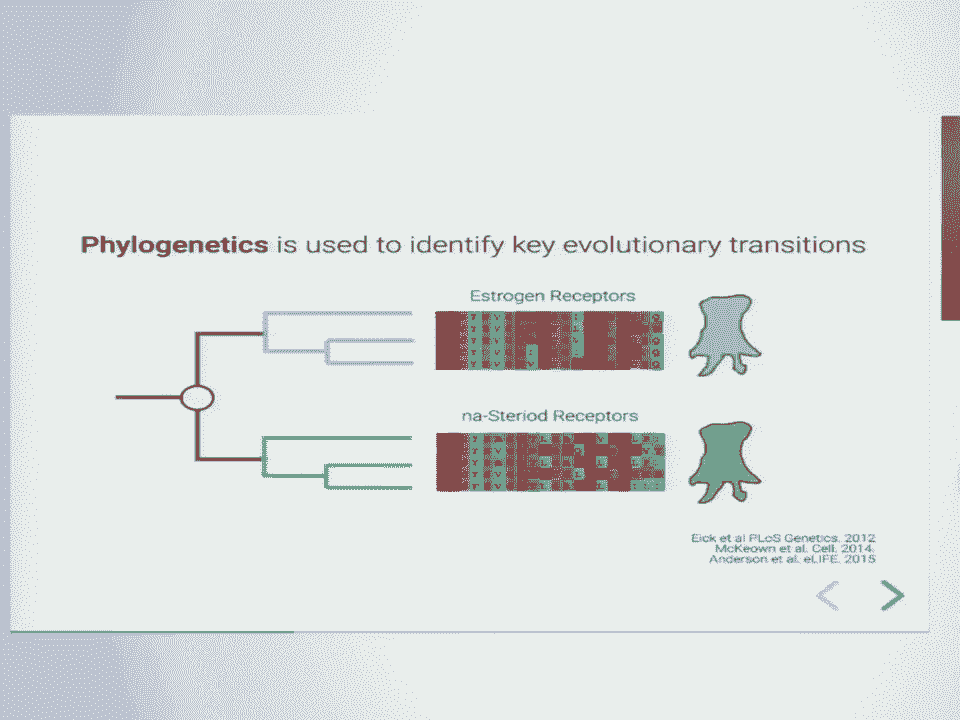 Phylogenetics is used to identify key evolutionary transitions
Estrogen Receptors
na-Steriod Receptors
Eick et al PLoS Genetics. 2012
McKeown et al. Cell. 2014.
Anderson et al. eLIFE. 2015